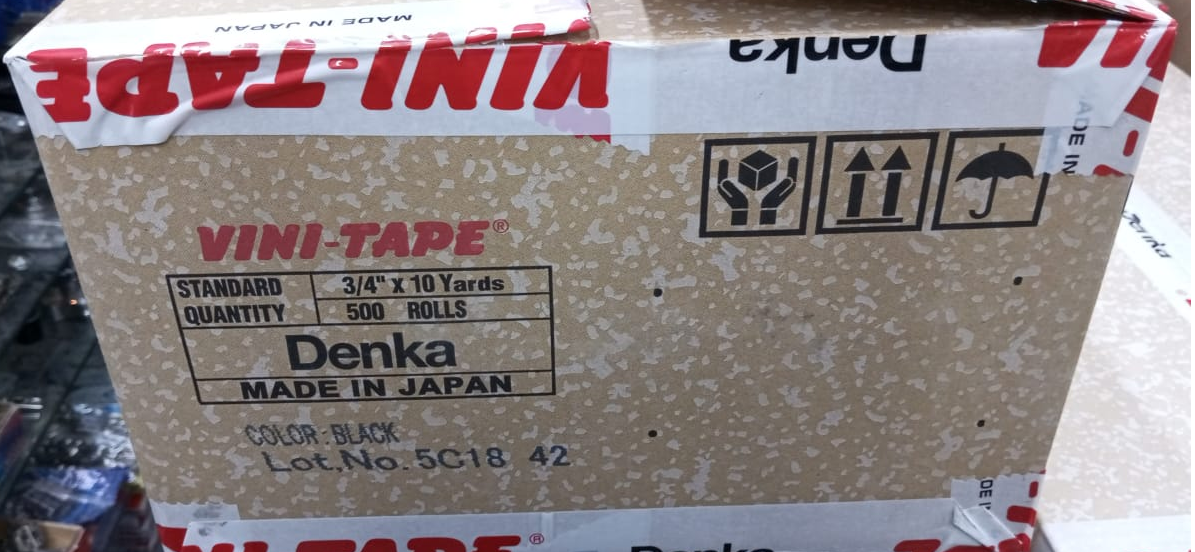 MADE IN JAPAN
VINI-TAPE
Denka
VINI-TAPE®
STANDARD 3/4" x 10 Yards
QUANTITY 500 ROLLS
Denka
MADE IN JAPAN
COLOR:BLACK
Lot.No.5C18 42
Denka